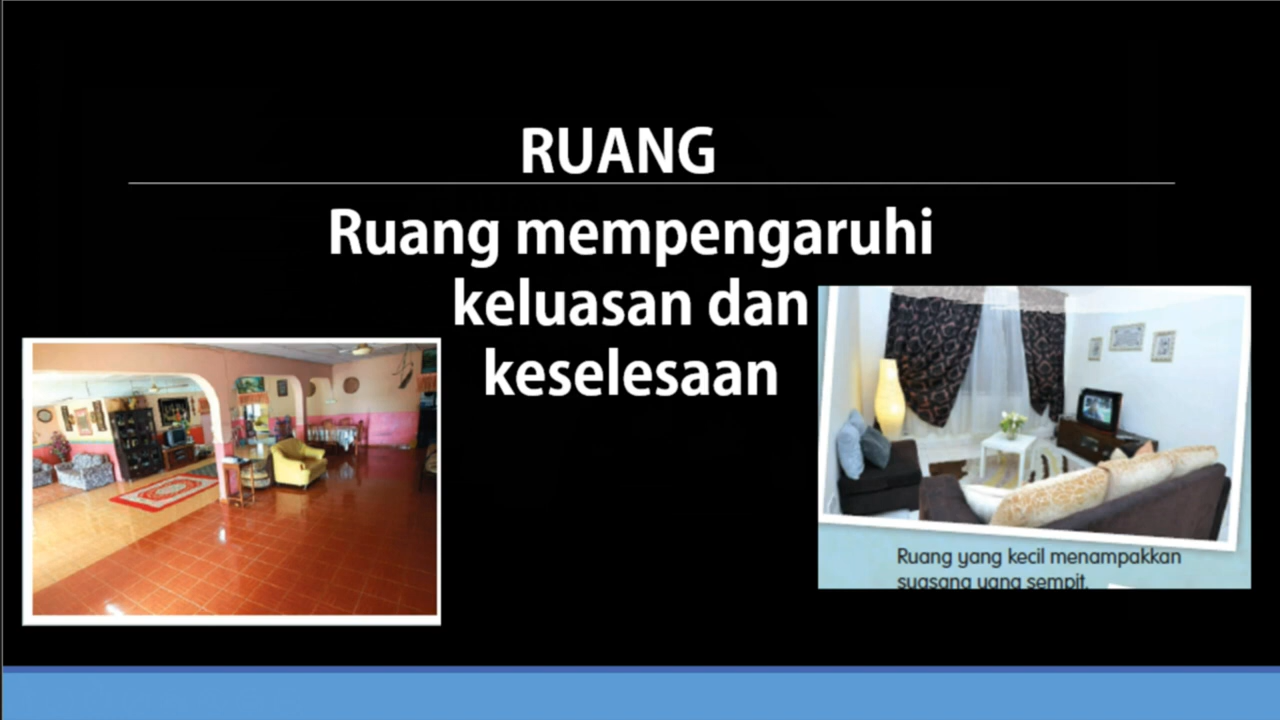 RUANG
Ruang mempengaruhi
keluasan dan
keselesaan
Ruang yang kecil menampakkan
suasana yang sempit.